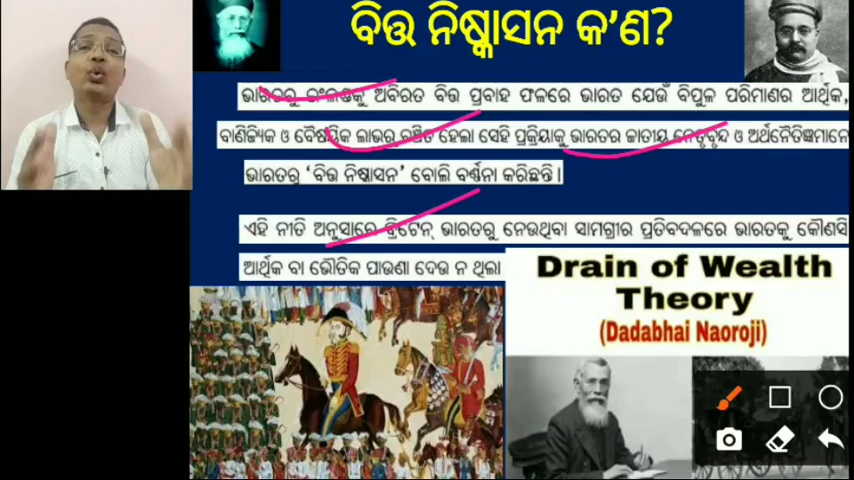 ବିତ୍ତ ନିଷ୍କାସନ କ'ଣ?
ଭାରତରୁ ଇଂଲଣ୍ଡକୁ ଅବିରତ ବିତ୍ତ ପ୍ରବାହ ଫଳରେ ଭାରତ ଯେଉଁ ବିପୁଳ ପରିମାଣର ଆର୍ଥିକ,
ବାଣିଜ୍ୟିକ ଓ ବୈଷୟିକ ଲାଭରୁ ବଞ୍ଚିତ ହେଲା ସେହି ପ୍ରକ୍ରିୟାକୁ ଭାରତର ଜାତୀୟ ନେତୃବୃନ୍ଦ ଓ ଅର୍ଥନୈତିଜ୍ଞମାନେ
ଭାରତରୁ 'ବିତ୍ତ ନିଷ୍କାସନ' ବୋଲି ବର୍ଣ୍ଣନା କରିଛନ୍ତି।
ଏହି ନୀତି ଅନୁସାରେ ବ୍ରିଟେନ୍ ଭାରତରୁ ନେଉଥିବା ସାମଗ୍ରୀର ପ୍ରତିବଦଳରେ ଭାରତକୁ କୌଣସି
ଆର୍ଥିକ ବା ଭୌତିକ ପାଉଣା ଦେଉ ନ ଥିଲା
Drain of Wealth
Theory
(Dadabhai Naoroji)